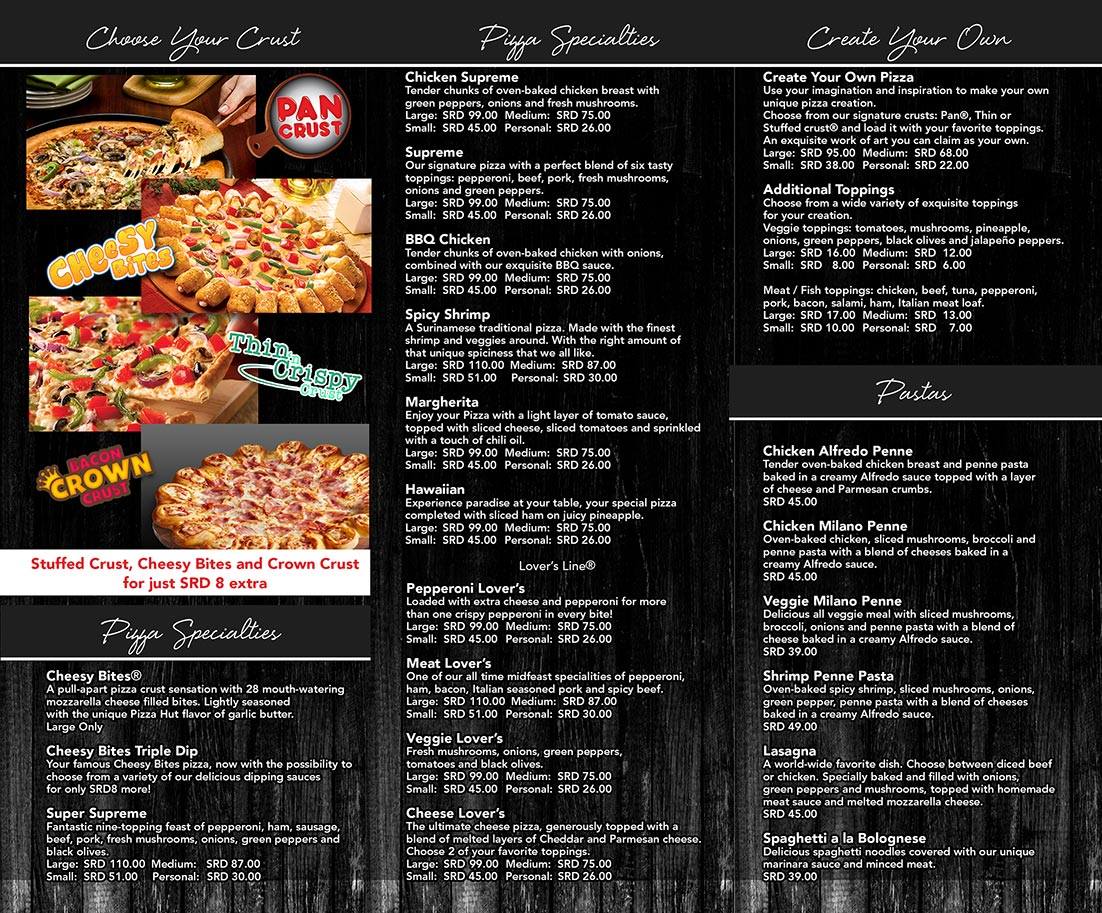 Choose Your Crust
PAN
CRUST
CHEESY
BITES
Thin 'n
Crispy
Crust
BACON
CROWN
CRUST
Stuffed Crust, Cheesy Bites and Crown Crust
for just SRD 8 extra
Pizza Specialties
Cheesy Bites®
A pull-apart pizza crust sensation with 28 mouth-watering
mozzarella cheese filled bites. Lightly seasoned
with the unique Pizza Hut flavor of garlic butter.
Large Only
Cheesy Bites Triple Dip
Your famous Cheesy Bites pizza, now with the possibility to
choose from a variety of our delicious dipping sauces
for only SRD8 more!
Super Supreme
Fantastic nine-topping feast of pepperoni, ham, sausage,
beef, pork, fresh mushrooms, onions, green peppers and
black olives.
Large: SRD 110.00 Medium: SRD 87.00
Small: SRD 51.00 Personal: SRD 30.00
Pizza Specialties
Chicken Supreme
Tender chunks of oven-baked chicken breast with
green peppers, onions and fresh mushrooms.
Large: SRD 99.00 Medium: SRD 75.00
Small: SRD 45.00 Personal: SRD 26.00
Supreme
Our signature pizza with a perfect blend of six tasty
toppings: pepperoni, beef, pork, fresh mushrooms,
onions and green peppers.
Large: SRD 99.00 Medium: SRD 75.00
Small: SRD 45.00 Personal: SRD 26.00
BBQ Chicken
Tender chunks of oven-baked chicken with onions,
combined with our exquisite BBQ sauce.
Large: SRD 99.00 Medium: SRD 75.00
Small: SRD 45.00 Personal: SRD 26.00
Spicy Shrimp
A Surinamese traditional pizza. Made with the finest
shrimp and veggies around. With the right amount of
that unique spiciness that we all like.
Large: SRD 110.00 Medium: SRD 87.00
Small: SRD 51.00 Personal: SRD 30.00
Margherita
Enjoy your Pizza with a light layer of tomato sauce,
topped with sliced cheese, sliced tomatoes and sprinkled
with a touch of chili oil.
Large: SRD 99.00 Medium: SRD 75.00
Small: SRD 45.00 Personal: SRD 26.00
Hawaiian
Experience paradise at your table, your special pizza
completed with sliced ham on juicy pineapple.
Large: SRD 99.00 Medium: SRD 75.00
Small: SRD 45.00 Personal: SRD 26.00
Lover's Line®
Pepperoni Lover's
Loaded with extra cheese and pepperoni for more
than one crispy pepperoni in every bite!
Large: SRD 99.00 Medium: SRD 75.00
Small: SRD 45.00 Personal: SRD 26.00
Meat Lover's
One of our all time midfeast specialities of pepperoni,
ham, bacon, Italian seasoned pork and spicy beef.
Large: SRD 110.00 Medium: SRD 87.00
Small: SRD 51.00 Personal: SRD 30.00
Veggie Lover's
Fresh mushrooms, onions, green peppers,
tomatoes and black olives.
Large: SRD 99.00 Medium: SRD 75.00
Small: SRD 45.00 Personal: SRD 26.00
Cheese Lover's
The ultimate cheese pizza, generously topped with a
blend of melted layers of Cheddar and Parmesan cheese.
Choose 2 of your favorite toppings.
Large: SRD 99.00 Medium: SRD 75.00
Small: SRD 45.00 Personal: SRD 26.00
Create Your Own
Create Your Own Pizza
Use your imagination and inspiration to make your own
unique pizza creation.
Choose from our signature crusts: Pan®, Thin or
Stuffed crust® and load it with your favorite toppings.
An exquisite work of art you can claim as your own.
Large: SRD 95.00 Medium: SRD 68.00
Small: SRD 38.00 Personal: SRD 22.00
Additional Toppings
Choose from a wide variety of exquisite toppings
for your creation.
Veggie toppings: tomatoes, mushrooms, pineapple,
onions, green peppers, black olives and jalapeño peppers.
Large: SRD 16.00 Medium: SRD 12.00
Small: SRD 8.00 Personal: SRD 6.00
Meat / Fish toppings: chicken, beef, tuna, pepperoni,
pork, bacon, salami, ham, Italian meat loaf.
Large: SRD 17.00 Medium: SRD 13.00
Small: SRD 10.00 Personal: SRD 7.00
Pastas
Chicken Alfredo Penne
Tender oven-baked chicken breast and penne pasta
baked in a creamy Alfredo sauce topped with a layer
of cheese and Parmesan crumbs.
SRD 45.00
Chicken Milano Penne
Oven-baked chicken, sliced mushrooms, broccoli and
penne pasta with a blend of cheeses baked in a
creamy Alfredo sauce.
SRD 45.00
Veggie Milano Penne
Delicious all veggie meal with sliced mushrooms,
broccoli, onions and penne pasta with a blend of
cheese baked in a creamy Alfredo sauce.
SRD 39.00
Shrimp Penne Pasta
Oven-baked spicy shrimp, sliced mushrooms, onions,
green pepper, penne pasta with a blend of cheeses
baked in a creamy Alfredo sauce.
SRD 49.00
Lasagna
A world-wide favorite dish. Choose between diced beef
or chicken. Specially baked and filled with onions,
green peppers and mushrooms, topped with homemade
meat sauce and melted mozzarella cheese.
SRD 45.00
Spaghetti a la Bolognese
Delicious spaghetti noodles covered with our unique
marinara sauce and minced meat.
SRD 39.00